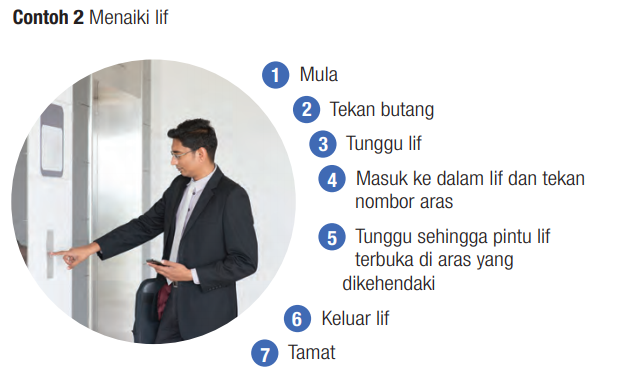 Contoh 2 Menaiki lif
1 Mula
2 Tekan butang
3 Tunggu lif
4 Masuk ke dalam lif dan tekan
nombor aras
5 Tunggu sehingga pintu lif
terbuka di aras yang
dikehendaki
6 Keluar lif
7 Tamat